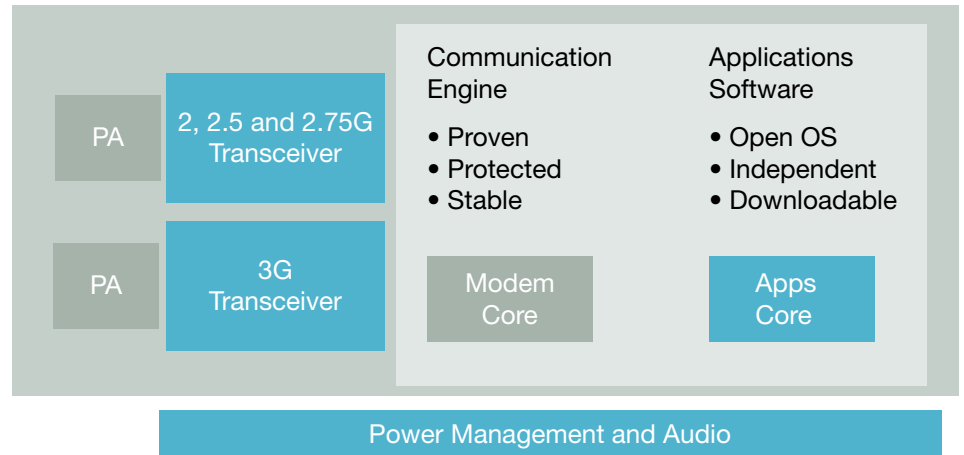 PA
2, 2.5 and 2.75G
Transceiver
PA
3G
Transceiver
Communication
Engine
• Proven
• Protected
• Stable
Modem
Core
Applications
Software
• Open OS
• Independent
• Downloadable
Apps
Core
Power Management and Audio